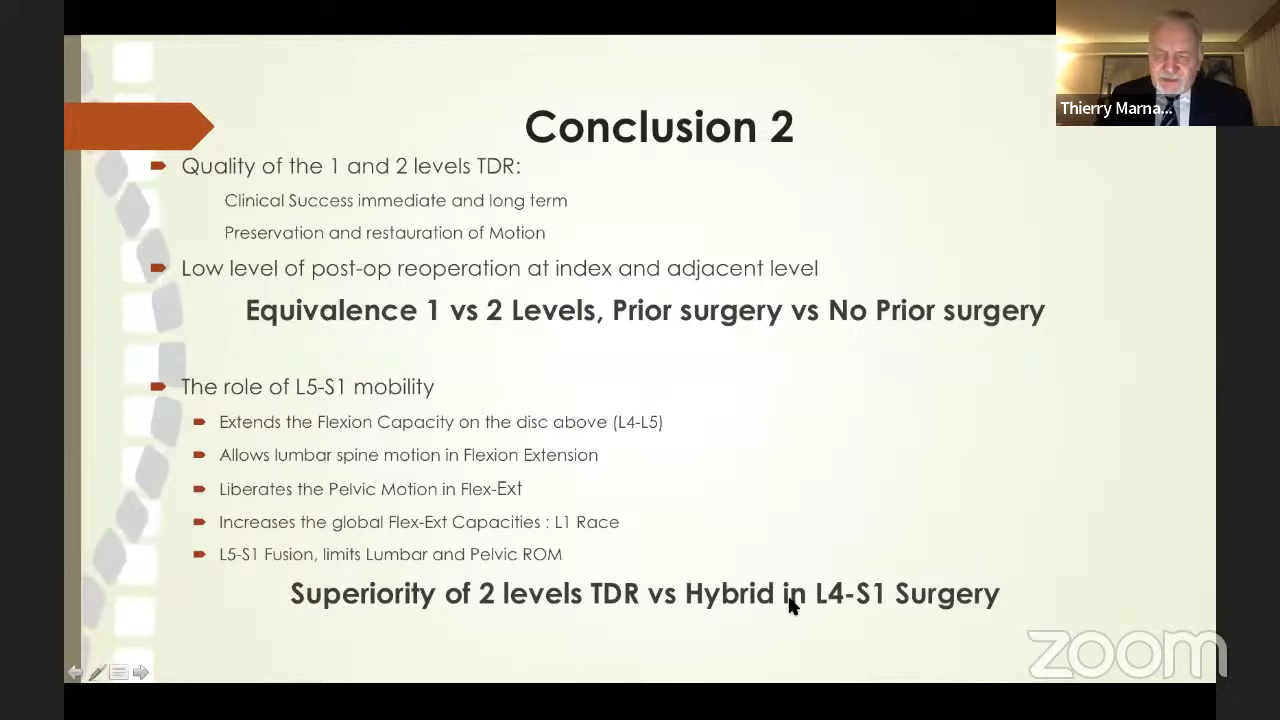 Thierry Marna...
Conclusion 2
Quality of the 1 and 2 levels TDR:
Clinical Success immediate and long term
Preservation and restauration of Motion
Low level of post-op reoperation at index and adjacent level
Equivalence 1 vs 2 Levels, Prior surgery vs No Prior surgery
The role of L5-S1 mobility
Extends the Flexion Capacity on the disc above (L4-L5)
Allows lumbar spine motion in Flexion Extension
Liberates the Pelvic Motion in Flex-Ext
Increases the global Flex-Ext Capacities : L1 Race
L5-S1 Fusion, limits Lumbar and Pelvic ROM
Superiority of 2 levels TDR vs Hybrid in L4-S1 Surgery
zoom